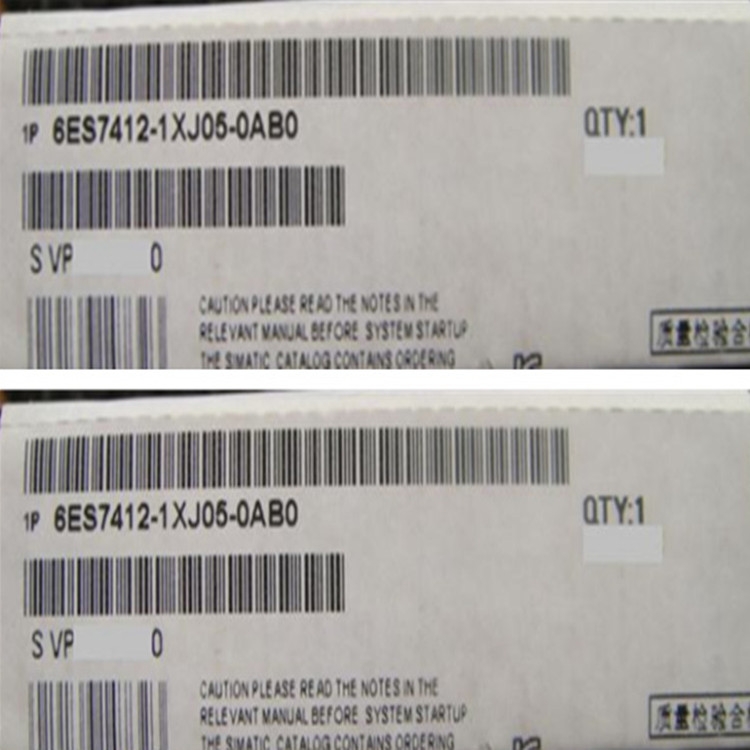 1P 6ES7412-1XJ05-0AB0
QTY:1
S VP 0
CAUTION PLEASE READ THE NOTES IN THE
RELEVANT MANUAL BEFORE SYSTEM STARTUP
THE SIMATIC CATALOG CONTAINS ORDERING
质量检验合
1P 6ES7412-1XJ05-0AB0
QTY:1
S VP 0
CAUTION PLEASE READ THE NOTES IN THE
RELEVANT MANUAL BEFORE SYSTEM STARTUP
THE SIMATIC CATALOG CONTAINS ORDERING
质量检验合